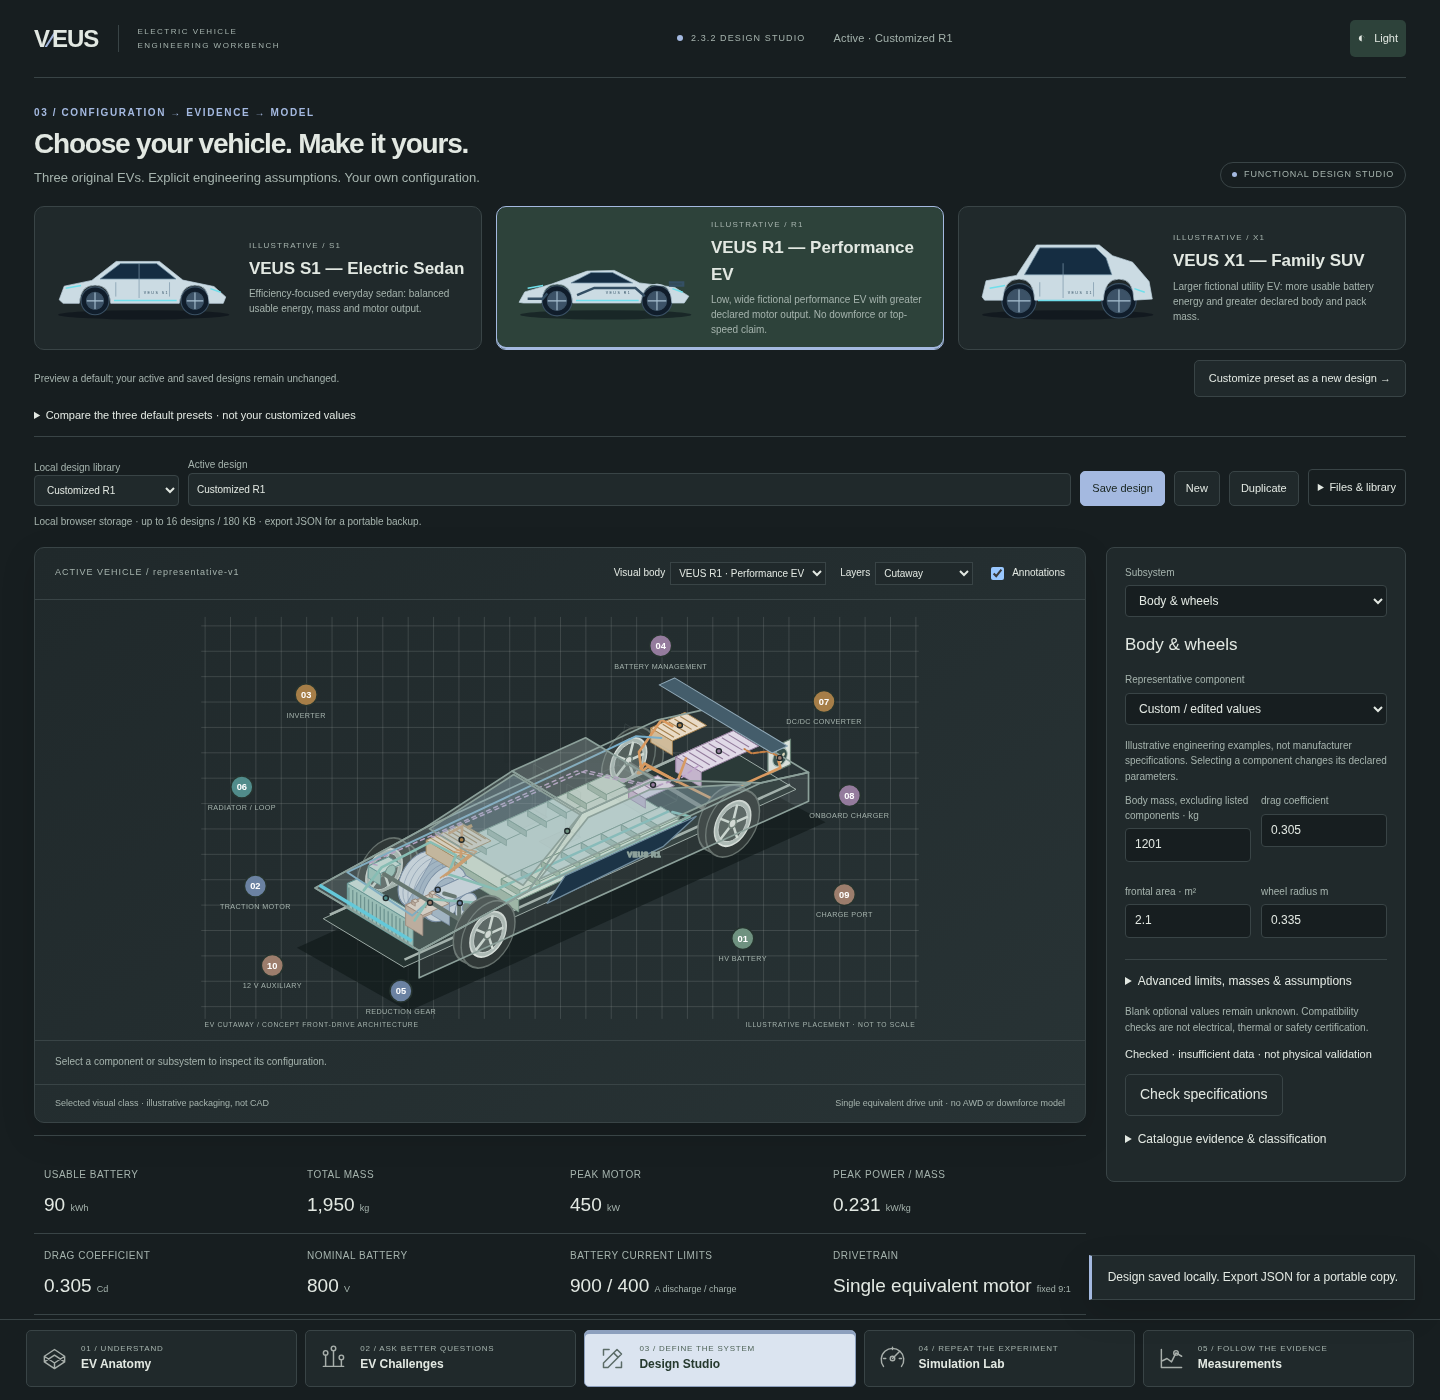 VEUS
ELECTRIC VEHICLE
ENGINEERING WORKBENCH
2.3.2 DESIGN STUDIO
Active · Customized R1
Light
03 / CONFIGURATION → EVIDENCE → MODEL
Choose your vehicle. Make it yours.
Three original EVs. Explicit engineering assumptions. Your own configuration.
FUNCTIONAL DESIGN STUDIO
ILLUSTRATIVE / S1
VEUS S1 — Electric Sedan
Efficiency-focused everyday sedan: balanced
usable energy, mass and motor output.
VEUS S1
ILLUSTRATIVE / R1
VEUS R1 — Performance
EV
Low, wide fictional performance EV with greater
declared motor output. No downforce or top-
speed claim.
VEUS R1
ILLUSTRATIVE / X1
VEUS X1 — Family SUV
Larger fictional utility EV: more usable battery
energy and greater declared body and pack
mass.
VEUS X1
Preview a default; your active and saved designs remain unchanged.
Customize preset as a new design →
Compare the three default presets · not your customized values
Local design library
Customized R1
Active design
Customized R1
Save design
New
Duplicate
Files & library
Local browser storage · up to 16 designs / 180 KB · export JSON for a portable backup.
ACTIVE VEHICLE / representative-v1
Visual body
VEUS R1 · Performance EV
Layers
Cutaway
Annotations
04
BATTERY MANAGEMENT
03
INVERTER
07
DC/DC CONVERTER
06
RADIATOR / LOOP
08
ONBOARD CHARGER
VEUS R1
02
TRACTION MOTOR
09
CHARGE PORT
01
HV BATTERY
10
12 V AUXILIARY
05
REDUCTION GEAR
EV CUTAWAY / CONCEPT FRONT-DRIVE ARCHITECTURE
ILLUSTRATIVE PLACEMENT · NOT TO SCALE
Select a component or subsystem to inspect its configuration.
Selected visual class · illustrative packaging, not CAD
Single equivalent drive unit · no AWD or downforce model
Subsystem
Body & wheels
Body & wheels
Representative component
Custom / edited values
Illustrative engineering examples, not manufacturer
specifications. Selecting a component changes its declared
parameters.
Body mass, excluding listed
components · kg
1201
drag coefficient
0.305
frontal area · m²
2.1
wheel radius m
0.335
Advanced limits, masses & assumptions
Blank optional values remain unknown. Compatibility
checks are not electrical, thermal or safety certification.
Checked · insufficient data · not physical validation
Check specifications
Catalogue evidence & classification
USABLE BATTERY
90 kWh
TOTAL MASS
1,950 kg
PEAK MOTOR
450 kW
PEAK POWER / MASS
0.231 kW/kg
DRAG COEFFICIENT
0.305 Cd
NOMINAL BATTERY
800 V
BATTERY CURRENT LIMITS
900 / 400 A discharge / charge
DRIVETRAIN
Single equivalent motor fixed 9:1
Design saved locally. Export JSON for a portable copy.
01 / UNDERSTAND
EV Anatomy
02 / ASK BETTER QUESTIONS
EV Challenges
03 / DEFINE THE SYSTEM
Design Studio
04 / REPEAT THE EXPERIMENT
Simulation Lab
05 / FOLLOW THE EVIDENCE
Measurements